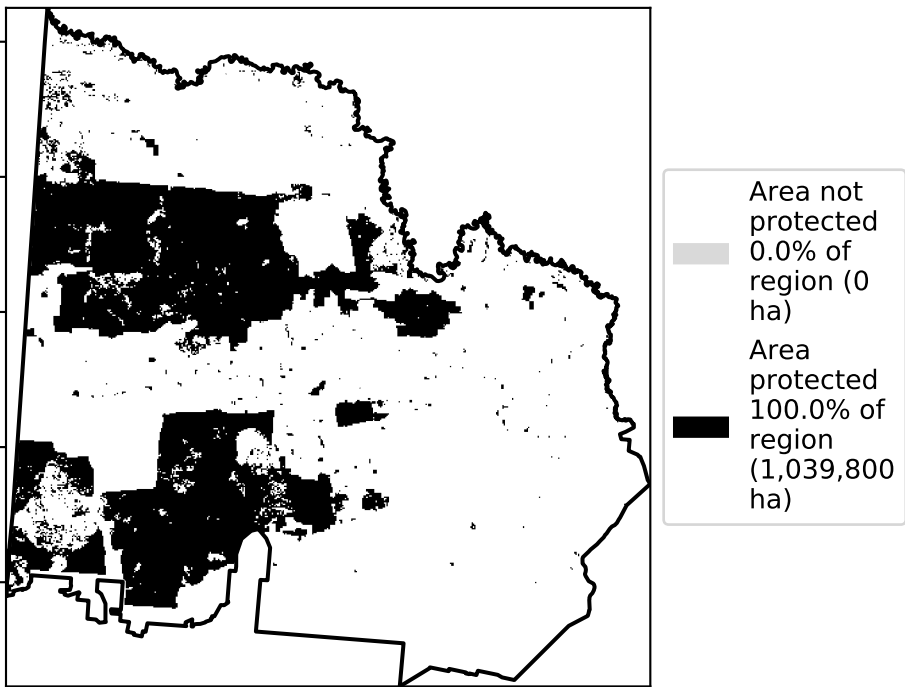 Area not
protected
0.0% of
region (0
ha)
Area
protected
100.0% of
region
(1,039,800
ha)